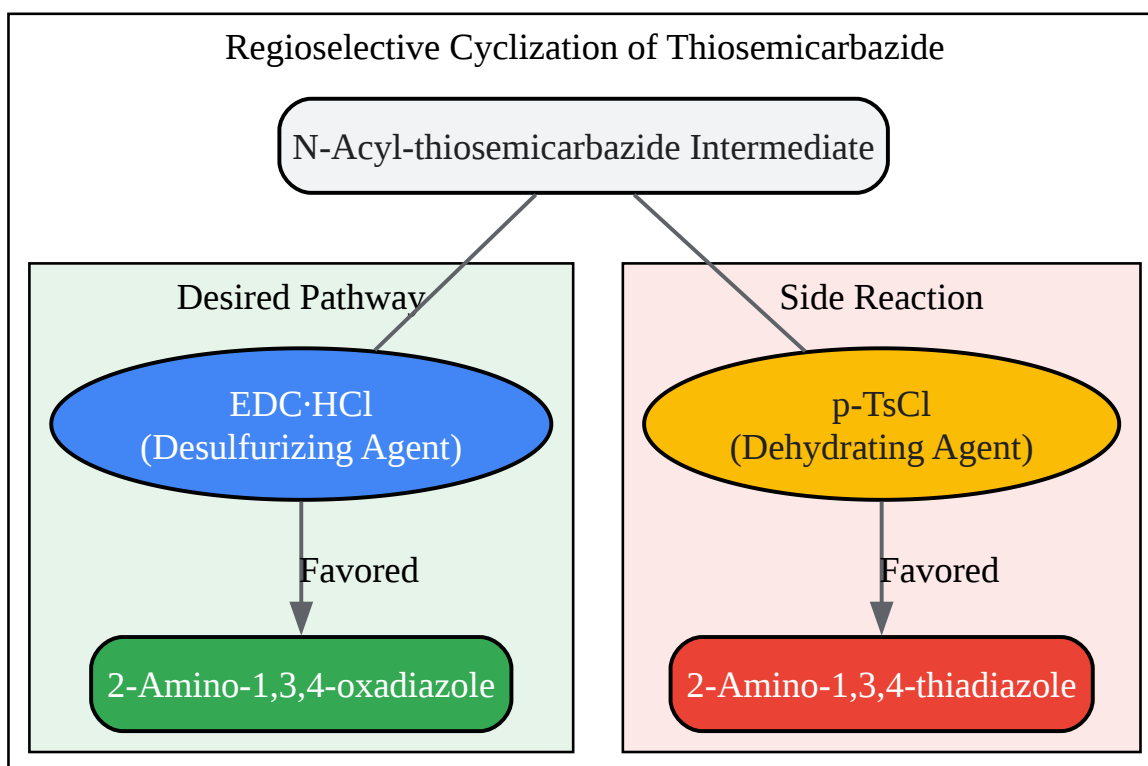 Regioselective Cyclization of Thiosemicarbazide
N-Acyl-thiosemicarbazide Intermediate
Desired Pathway
Side Reaction
EDC·HCl
(Desulfurizing Agent)
p-TsCl
(Dehydrating Agent)
Favored
Favored
2-Amino-1,3,4-oxadiazole
2-Amino-1,3,4-thiadiazole